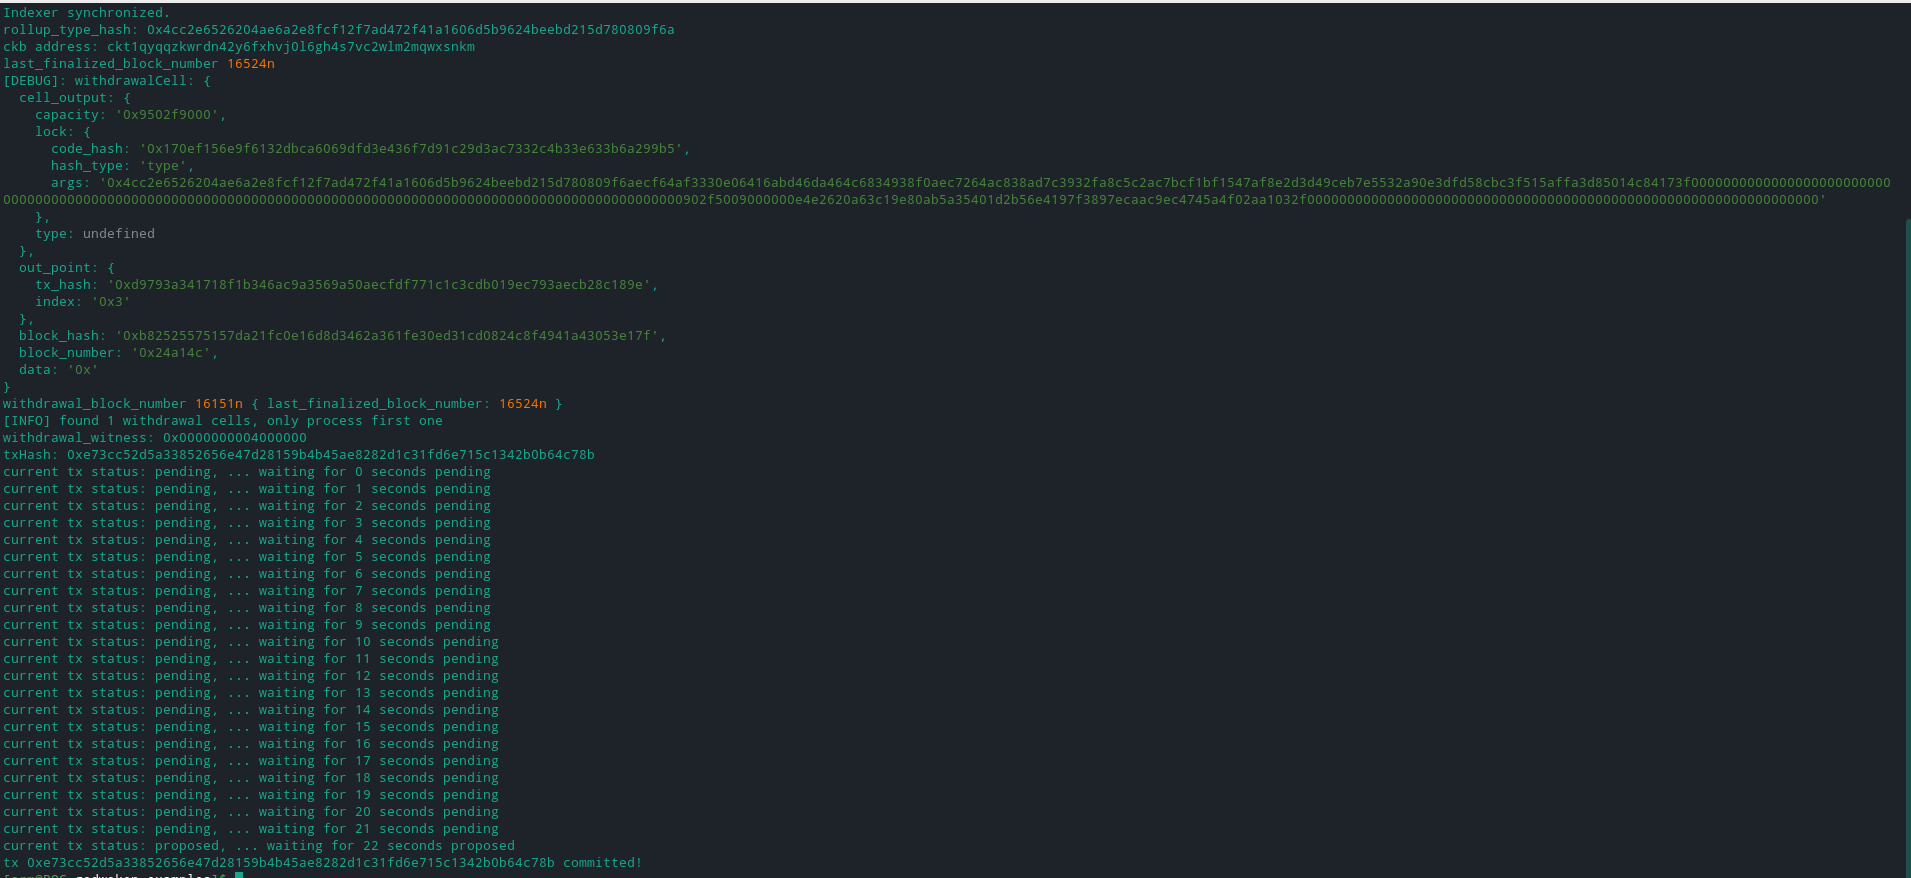 Indexer synchronized.
rollup_type_hash: 0x4cc2e6526204ae6a2e8fcf12f7ad472f41a1606d5b9624beebd215d780809f6a
ckb address: ckt1qyqqzkwrdn42y6fxhvj0l6gh4s7vc2wlm2mqwxsnkm
last_finalized_block_number 16524n
[DEBUG]: withdrawalCell: {
  cell_output: {
    capacity: '0x9502f9000',
    lock: {
      code_hash: '0x170ef156e9f6132dbca6069dfd3e436f7d91c29d3ac7332c4b33e633b6a299b5',
      hash_type: 'type',
    },
    type: undefined
  },
  out_point: {
    tx_hash: '0xd9793a341718f1b346ac9a3569a50aecfdf771c1c3cdb019ec793aecb28c189e',
    index: '0x3'
  },
  block_hash: '0xb82525575157da21fc0e16d8d3462a361fe30ed31cd0824c8f4941a43053e17f',
  block_number: '0x24a14c',
  data: '0x'
}
withdrawal_block_number 16151n { last_finalized_block_number: 16524n }
[INFO] found 1 withdrawal cells, only process first one
withdrawal_witness: 0x0000000004000000
txHash: 0xe73cc52d5a33852656e47d28159b4b45ae8282d1c31fd6e715c1342b0b64c78b
current tx status: pending, ... waiting for 0 seconds pending
current tx status: pending, ... waiting for 1 seconds pending
current tx status: pending, ... waiting for 2 seconds pending
current tx status: pending, ... waiting for 3 seconds pending
current tx status: pending, ... waiting for 4 seconds pending
current tx status: pending, ... waiting for 5 seconds pending
current tx status: pending, ... waiting for 6 seconds pending
current tx status: pending, ... waiting for 7 seconds pending
current tx status: pending, ... waiting for 8 seconds pending
current tx status: pending, ... waiting for 9 seconds pending
current tx status: pending, ... waiting for 10 seconds pending
current tx status: pending, ... waiting for 11 seconds pending
current tx status: pending, ... waiting for 12 seconds pending
current tx status: pending, ... waiting for 13 seconds pending
current tx status: pending, ... waiting for 14 seconds pending
current tx status: pending, ... waiting for 15 seconds pending
current tx status: pending, ... waiting for 16 seconds pending
current tx status: pending, ... waiting for 17 seconds pending
current tx status: pending, ... waiting for 18 seconds pending
current tx status: pending, ... waiting for 19 seconds pending
current tx status: pending, ... waiting for 20 seconds pending
current tx status: pending, ... waiting for 21 seconds pending
current tx status: proposed, ... waiting for 22 seconds proposed
tx 0xe73cc52d5a33852656e47d28159b4b45ae8282d1c31fd6e715c1342b0b64c78b committed!